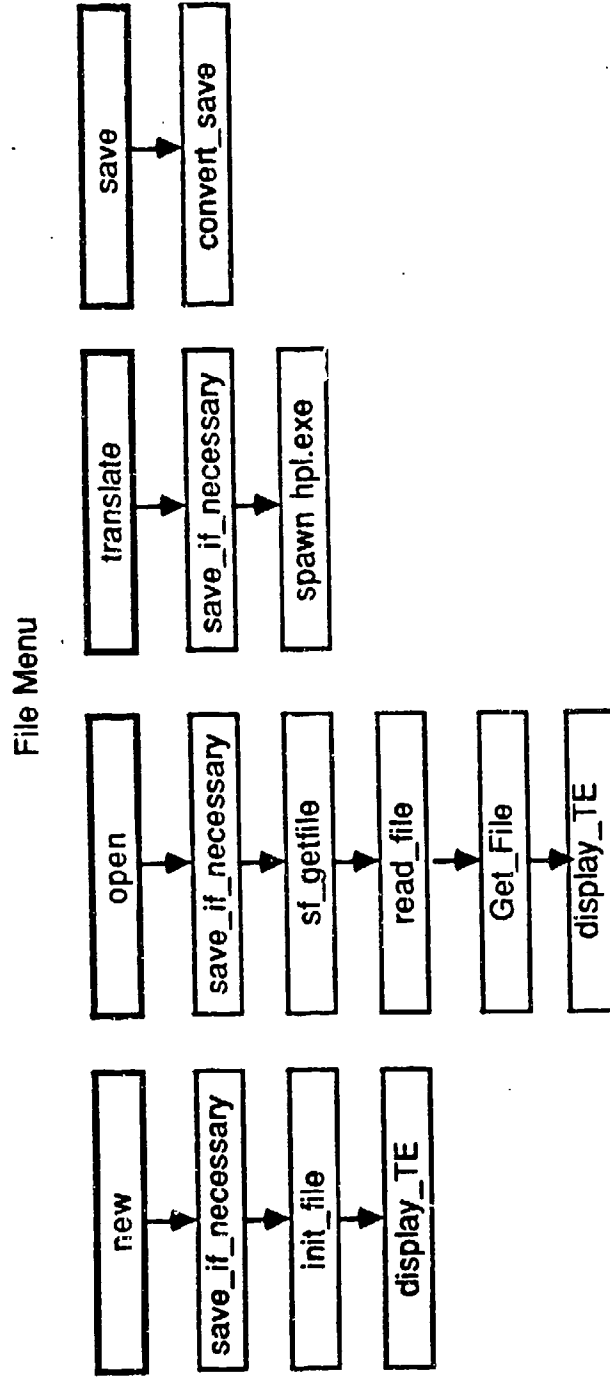 File Menu
new
save_if_necessary
init_file
display_TE
open
save_if_necessary
sf_getfile
read_file
Get_File
display_TE
translate
save_if_necessary
spawn hpl.exe
save
convert_save